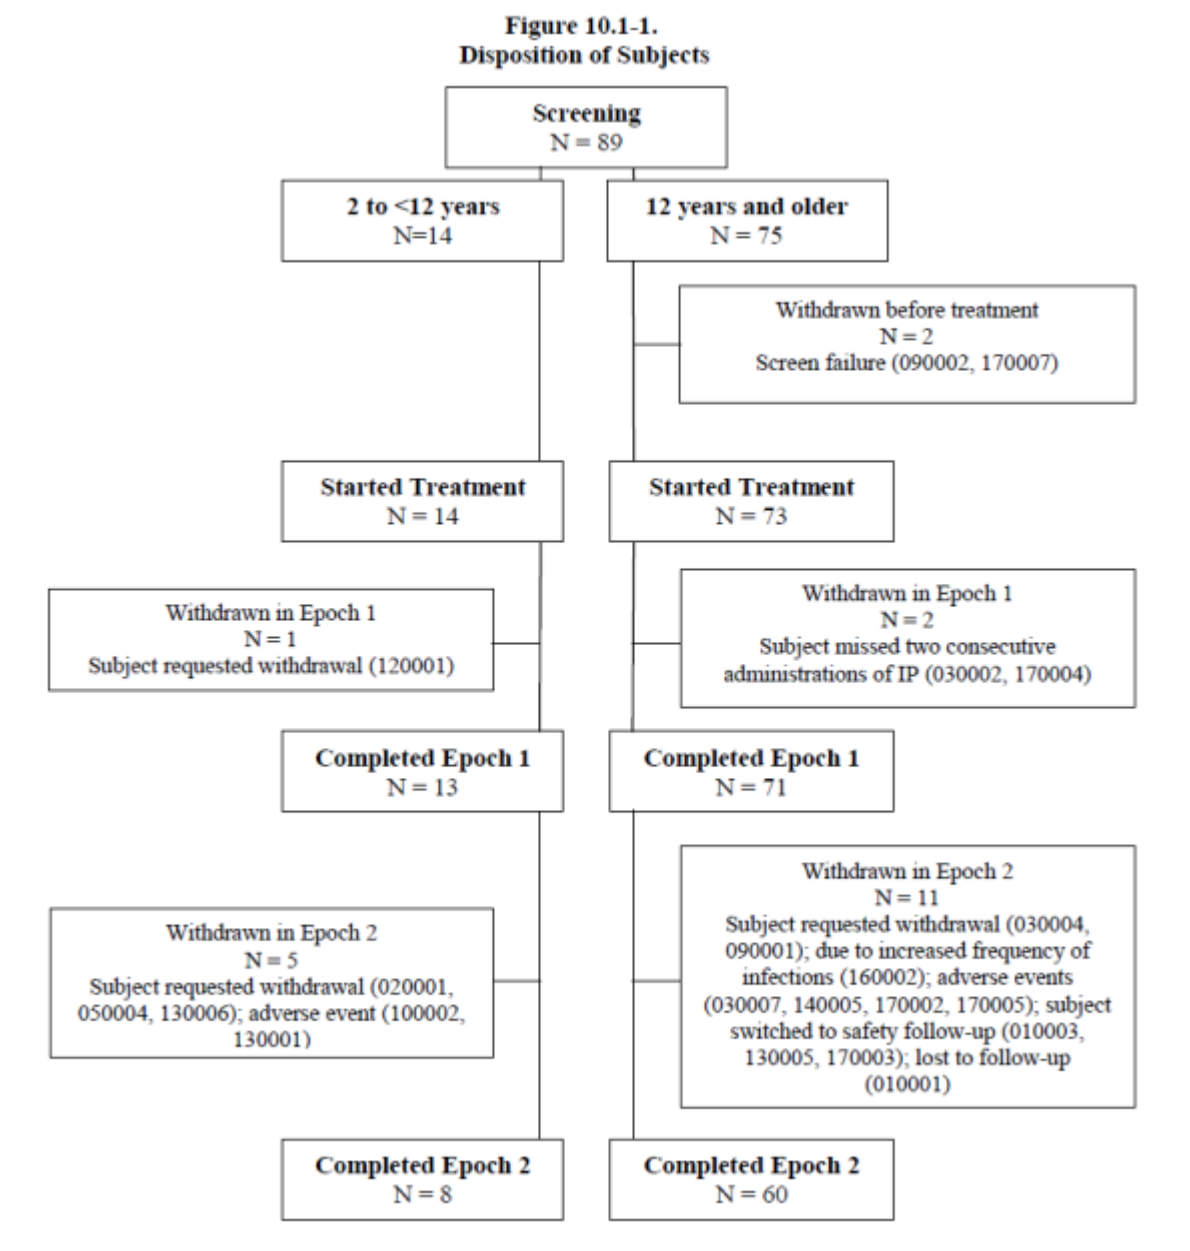 Figure 10.1-1.
Disposition of Subjects
Screening
N = 89
2 to <12 years
N=14
12 years and older
N = 75
Withdrawn before treatment
N = 2
Screen failure (090002, 170007)
Started Treatment
N = 14
Started Treatment
N = 73
Withdrawn in Epoch 1
N = 1
Subject requested withdrawal (120001)
Withdrawn in Epoch 1
N = 2
Subject missed two consecutive
administrations of IP (030002, 170004)
Completed Epoch 1
N = 13
Completed Epoch 1
N = 71
Withdrawn in Epoch 2
N = 5
Subject requested withdrawal (020001,
050004, 130006); adverse event (100002,
130001)
Withdrawn in Epoch 2
N = 11
Subject requested withdrawal (030004,
090001); due to increased frequency of
infections (160002); adverse events
(030007, 140005, 170002, 170005); subject
switched to safety follow-up (010003,
130005, 170003); lost to follow-up
(010001)
Completed Epoch 2
N = 8
Completed Epoch 2
N = 60